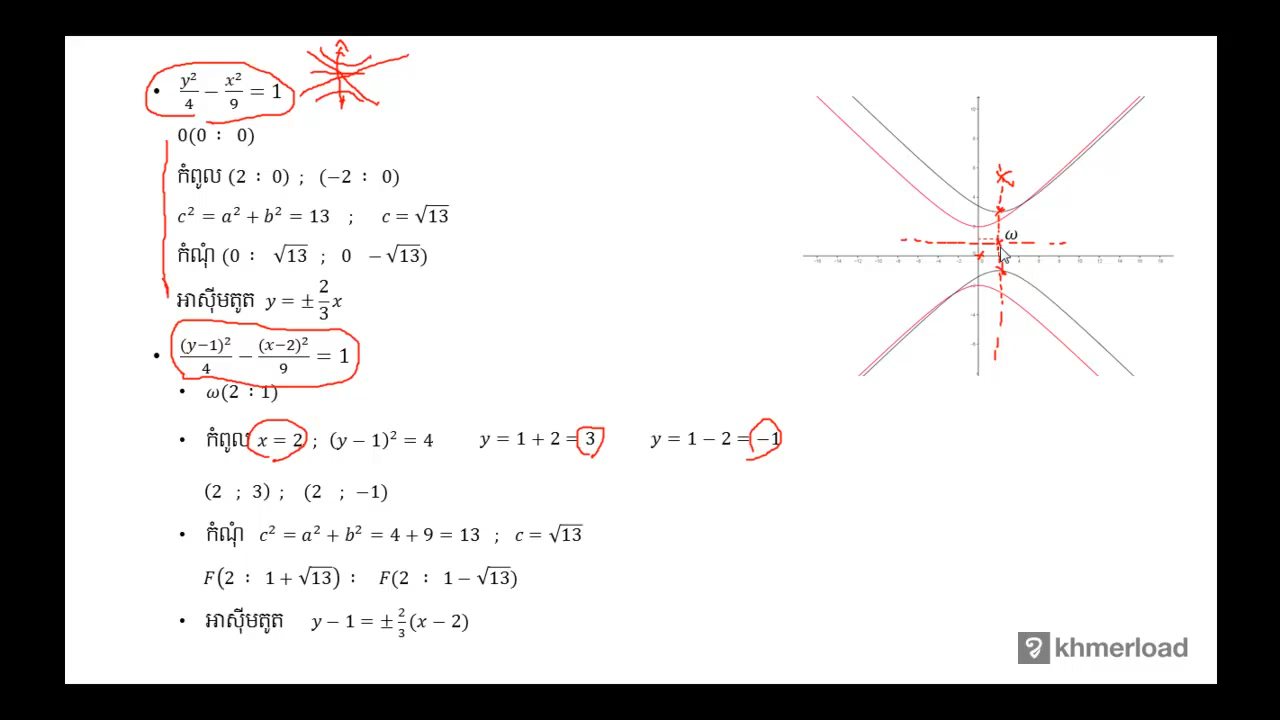 • y²/4 − x²/9 = 1
0(0 : 0)
កំពូល (2 : 0) ; (−2 : 0)
c² = a² + b² = 13 ; c = √13
កំណុំ (0 : √13 ; 0 −√13)
អាស៊ីមតូត y = ± 2/3 x
• (y−1)²/4 − (x−2)²/9 = 1
• ω(2 : 1)
• កំពូល x = 2 ; (y − 1)² = 4 y = 1 + 2 = 3 y = 1 − 2 = −1
(2 ; 3) ; (2 ; −1)
• កំណុំ c² = a² + b² = 4 + 9 = 13 ; c = √13
F(2 : 1 + √13) : F(2 : 1 − √13)
• អាស៊ីមតូត y − 1 = ± 2/3 (x − 2)
ω
khmerload